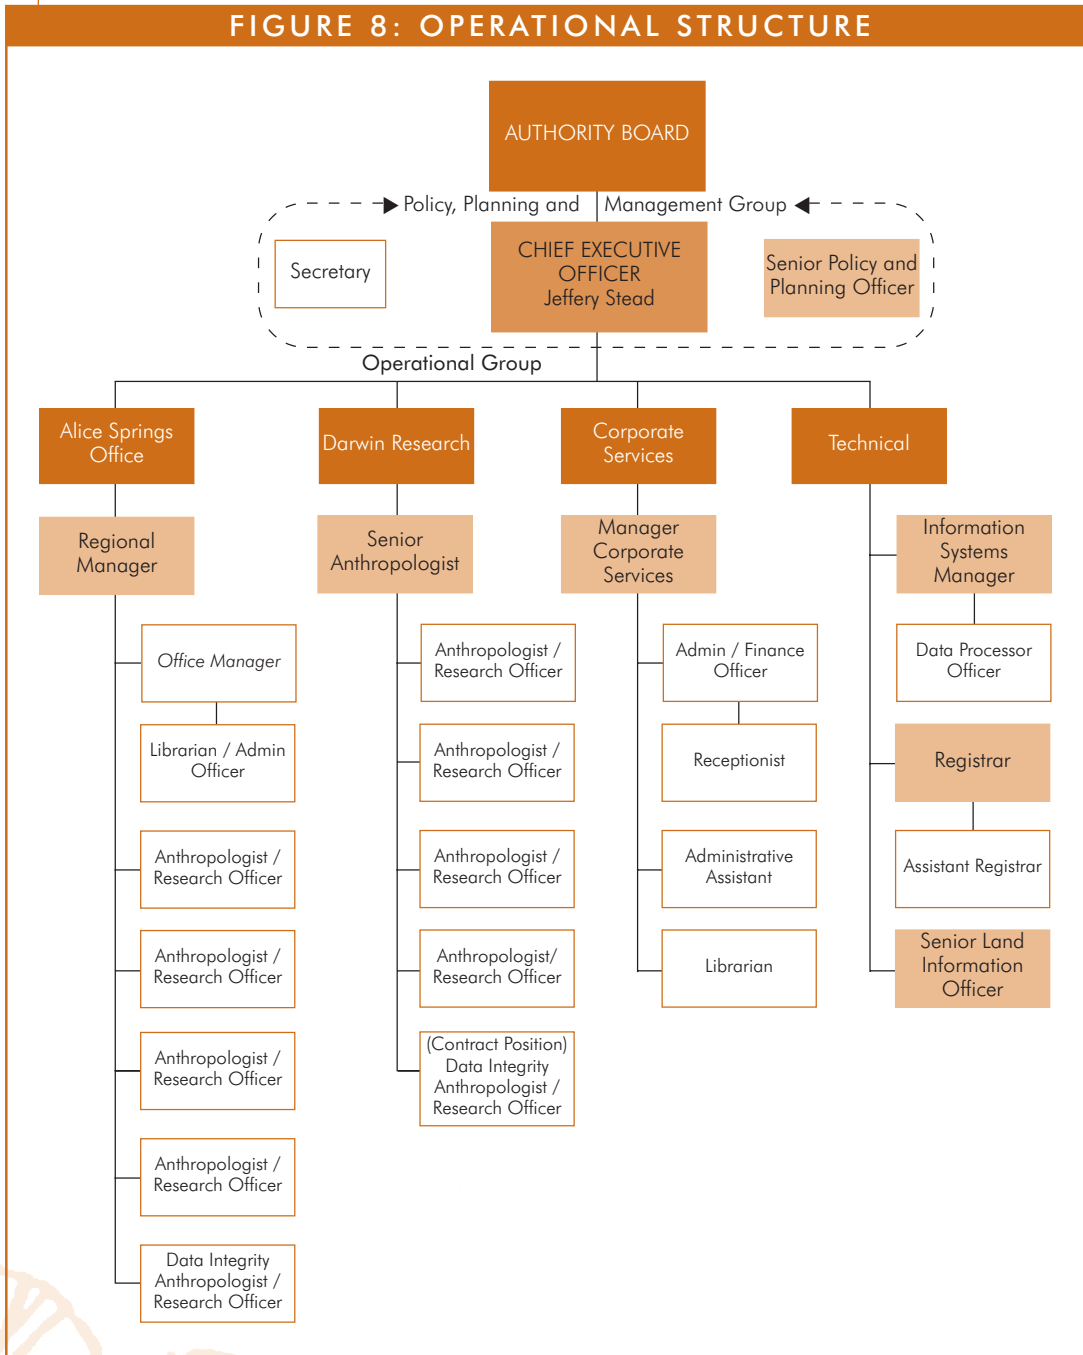 FIGURE 8: OPERATIONAL STRUCTURE
AUTHORITY BOARD
Policy, Planning and Management Group
Secretary
CHIEF EXECUTIVE
OFFICER
Jeffery Stead
Senior Policy and
Planning Officer
Operational Group
Alice Springs
Office
Darwin Research
Corporate
Services
Technical
Regional
Manager
Senior
Anthropologist
Manager
Corporate
Services
Information
Systems
Manager
Office Manager
Librarian / Admin
Officer
Anthropologist /
Research Officer
Anthropologist /
Research Officer
Anthropologist /
Research Officer
Anthropologist /
Research Officer
Data Integrity
Anthropologist /
Research Officer
Anthropologist /
Research Officer
Anthropologist /
Research Officer
Anthropologist /
Research Officer
Anthropologist/
Research Officer
(Contract Position)
Data Integrity
Anthropologist /
Research Officer
Admin / Finance
Officer
Receptionist
Administrative
Assistant
Librarian
Data Processor
Officer
Registrar
Assistant Registrar
Senior Land
Information
Officer